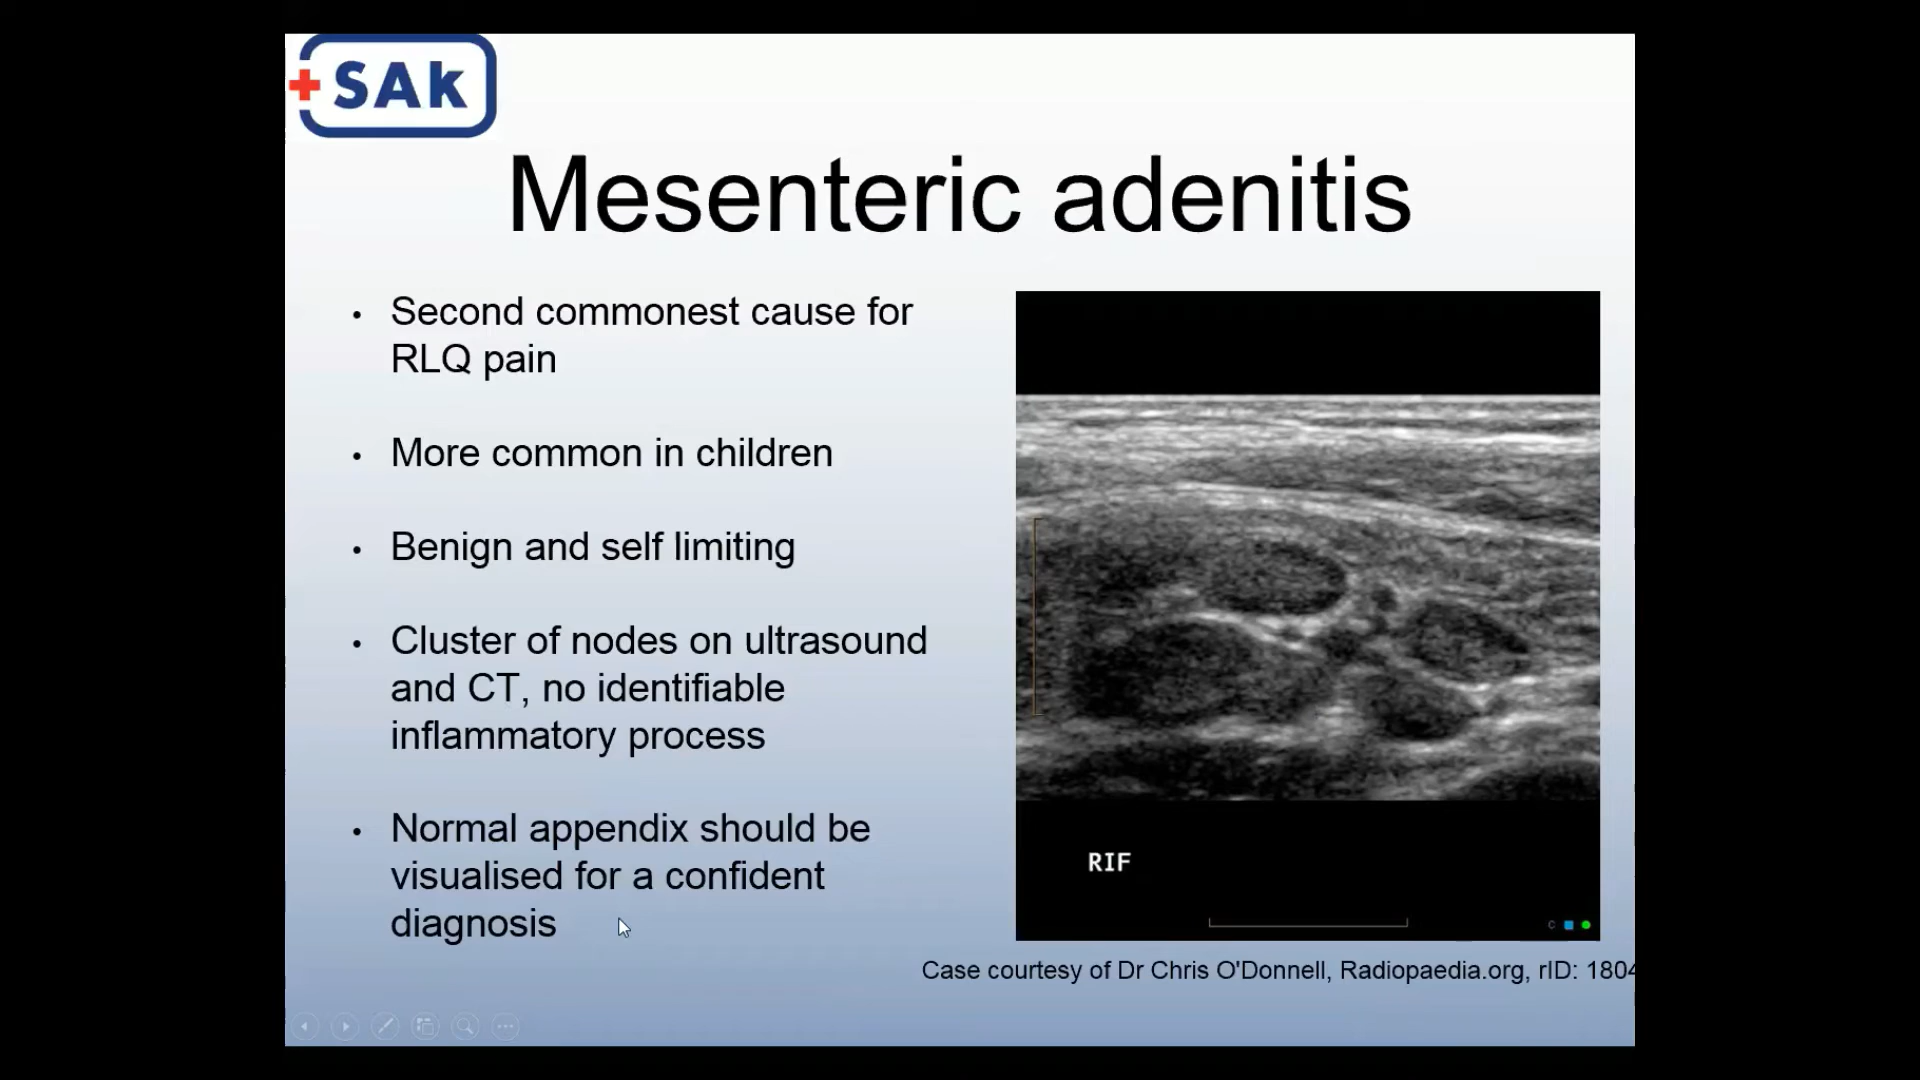 SAk
Mesenteric adenitis
• Second commonest cause for
RLQ pain
• More common in children
• Benign and self limiting
• Cluster of nodes on ultrasound
and CT, no identifiable
inflammatory process
• Normal appendix should be
visualised for a confident
diagnosis
RIF
c
Case courtesy of Dr Chris O'Donnell, Radiopaedia.org, rID: 1804